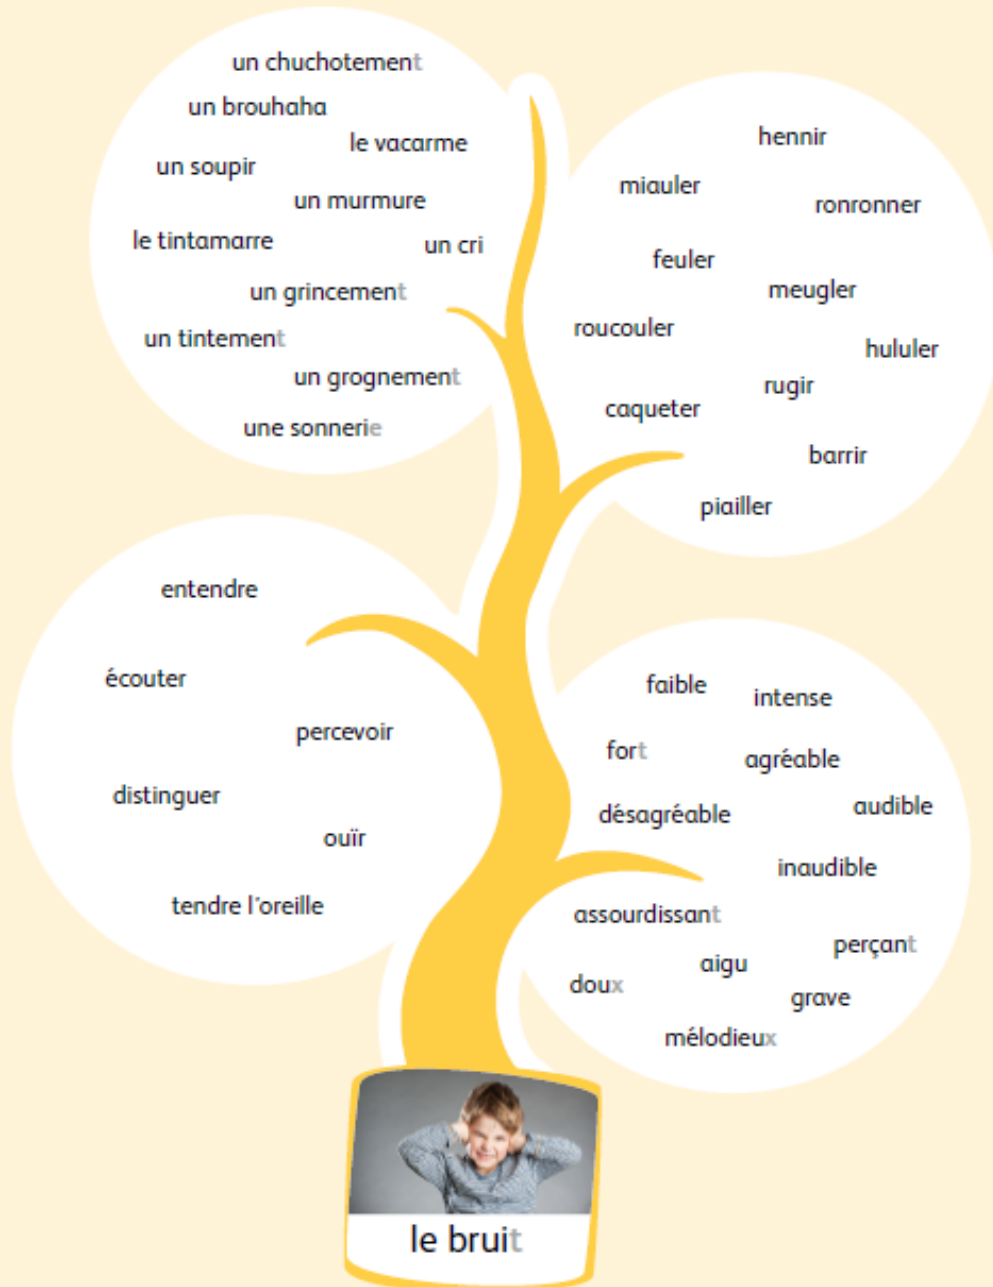 un chuchotement
un brouhaha
le vacarme
un soupir
un murmure
le tintamarre
un cri
un grincement
un tintement
un grognement
une sonnerie
hennir
miauler
ronronner
feuler
meugler
roucouler
hululer
rugir
caqueter
barrir
piailler
entendre
écouter
percevoir
distinguer
ouïr
tendre l'oreille
faible
intense
fort
agréable
audible
désagréable
inaudible
assourdissant
perçant
aigu
doux
grave
mélodieux
le bruit